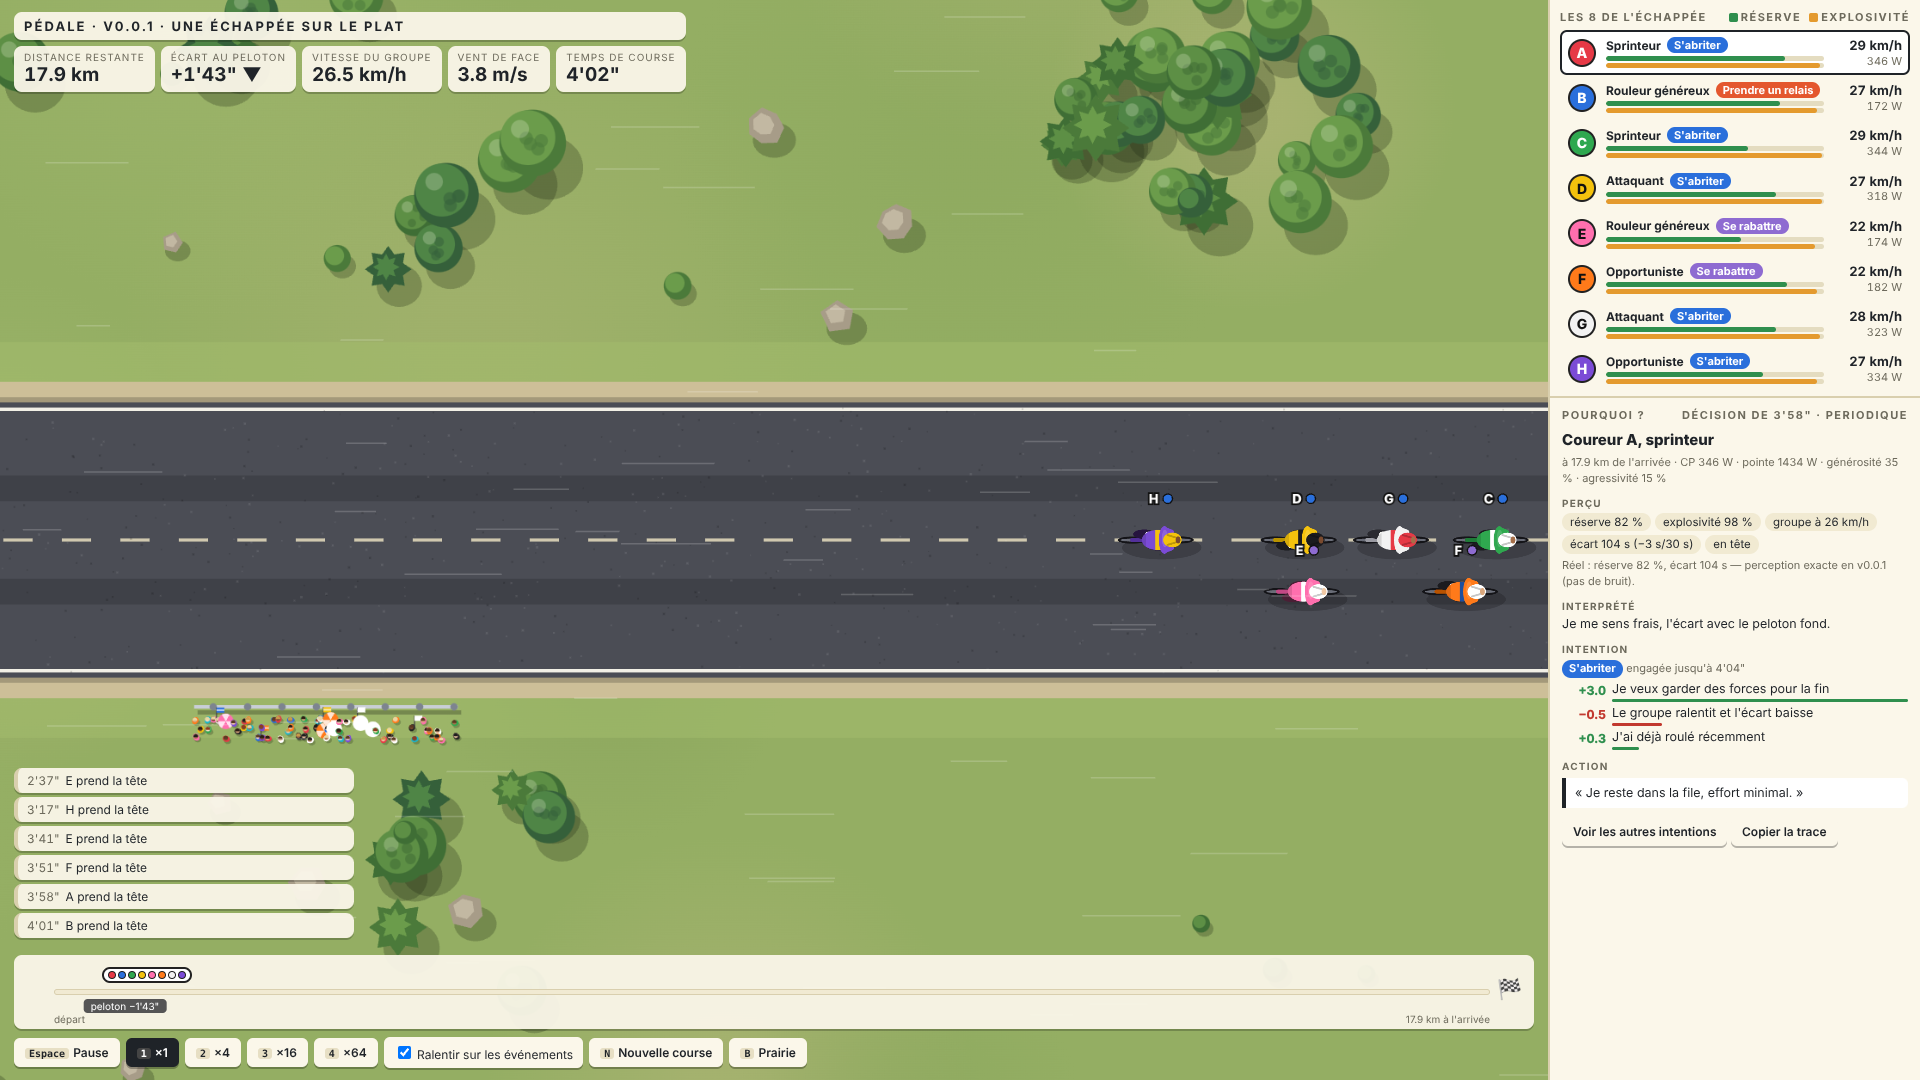 PÉDALE · V0.0.1 · UNE ÉCHAPPÉE SUR LE PLAT
DISTANCE RESTANTE
17.9 km
ÉCART AU PELOTON
+1'43" ▼
VITESSE DU GROUPE
26.5 km/h
VENT DE FACE
3.8 m/s
TEMPS DE COURSE
4'02"
H
D
G
C
E
F
2'37" E prend la tête
3'17" H prend la tête
3'41" E prend la tête
3'51" F prend la tête
3'58" A prend la tête
4'01" B prend la tête
peloton −1'43"
départ
17.9 km à l'arrivée
Espace Pause
1 ×1
2 ×4
3 ×16
4 ×64
Ralentir sur les événements
N Nouvelle course
B Prairie
LES 8 DE L'ÉCHAPPÉE RÉSERVE EXPLOSIVITÉ
A Sprinteur S'abriter 29 km/h
346 W
B Rouleur généreux Prendre un relais 27 km/h
172 W
C Sprinteur S'abriter 29 km/h
344 W
D Attaquant S'abriter 27 km/h
318 W
E Rouleur généreux Se rabattre 22 km/h
174 W
F Opportuniste Se rabattre 22 km/h
182 W
G Attaquant S'abriter 28 km/h
323 W
H Opportuniste S'abriter 27 km/h
334 W
POURQUOI ? DÉCISION DE 3'58" · PERIODIQUE
Coureur A, sprinteur
à 17.9 km de l'arrivée · CP 346 W · pointe 1434 W · générosité 35
% · agressivité 15 %
PERÇU
réserve 82 % explosivité 98 % groupe à 26 km/h
écart 104 s (−3 s/30 s) en tête
Réel : réserve 82 %, écart 104 s — perception exacte en v0.0.1
(pas de bruit).
INTERPRÉTÉ
Je me sens frais, l'écart avec le peloton fond.
INTENTION
S'abriter engagée jusqu'à 4'04"
+3.0 Je veux garder des forces pour la fin
−0.5 Le groupe ralentit et l'écart baisse
+0.3 J'ai déjà roulé récemment
ACTION
« Je reste dans la file, effort minimal. »
Voir les autres intentions Copier la trace